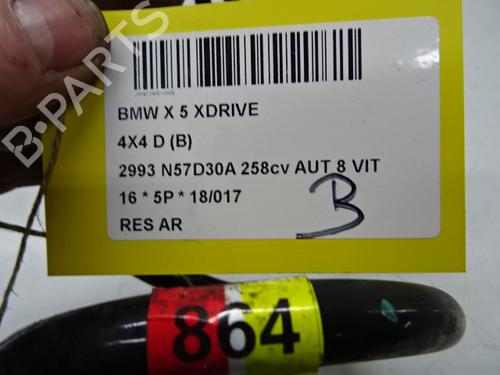 B-PARTS
BMW X 5 XDRIVE
4X4 D (B)
2993 N57D30A 258cv AUT 8 VIT
16 * 5P * 18/017
RES AR
B
864